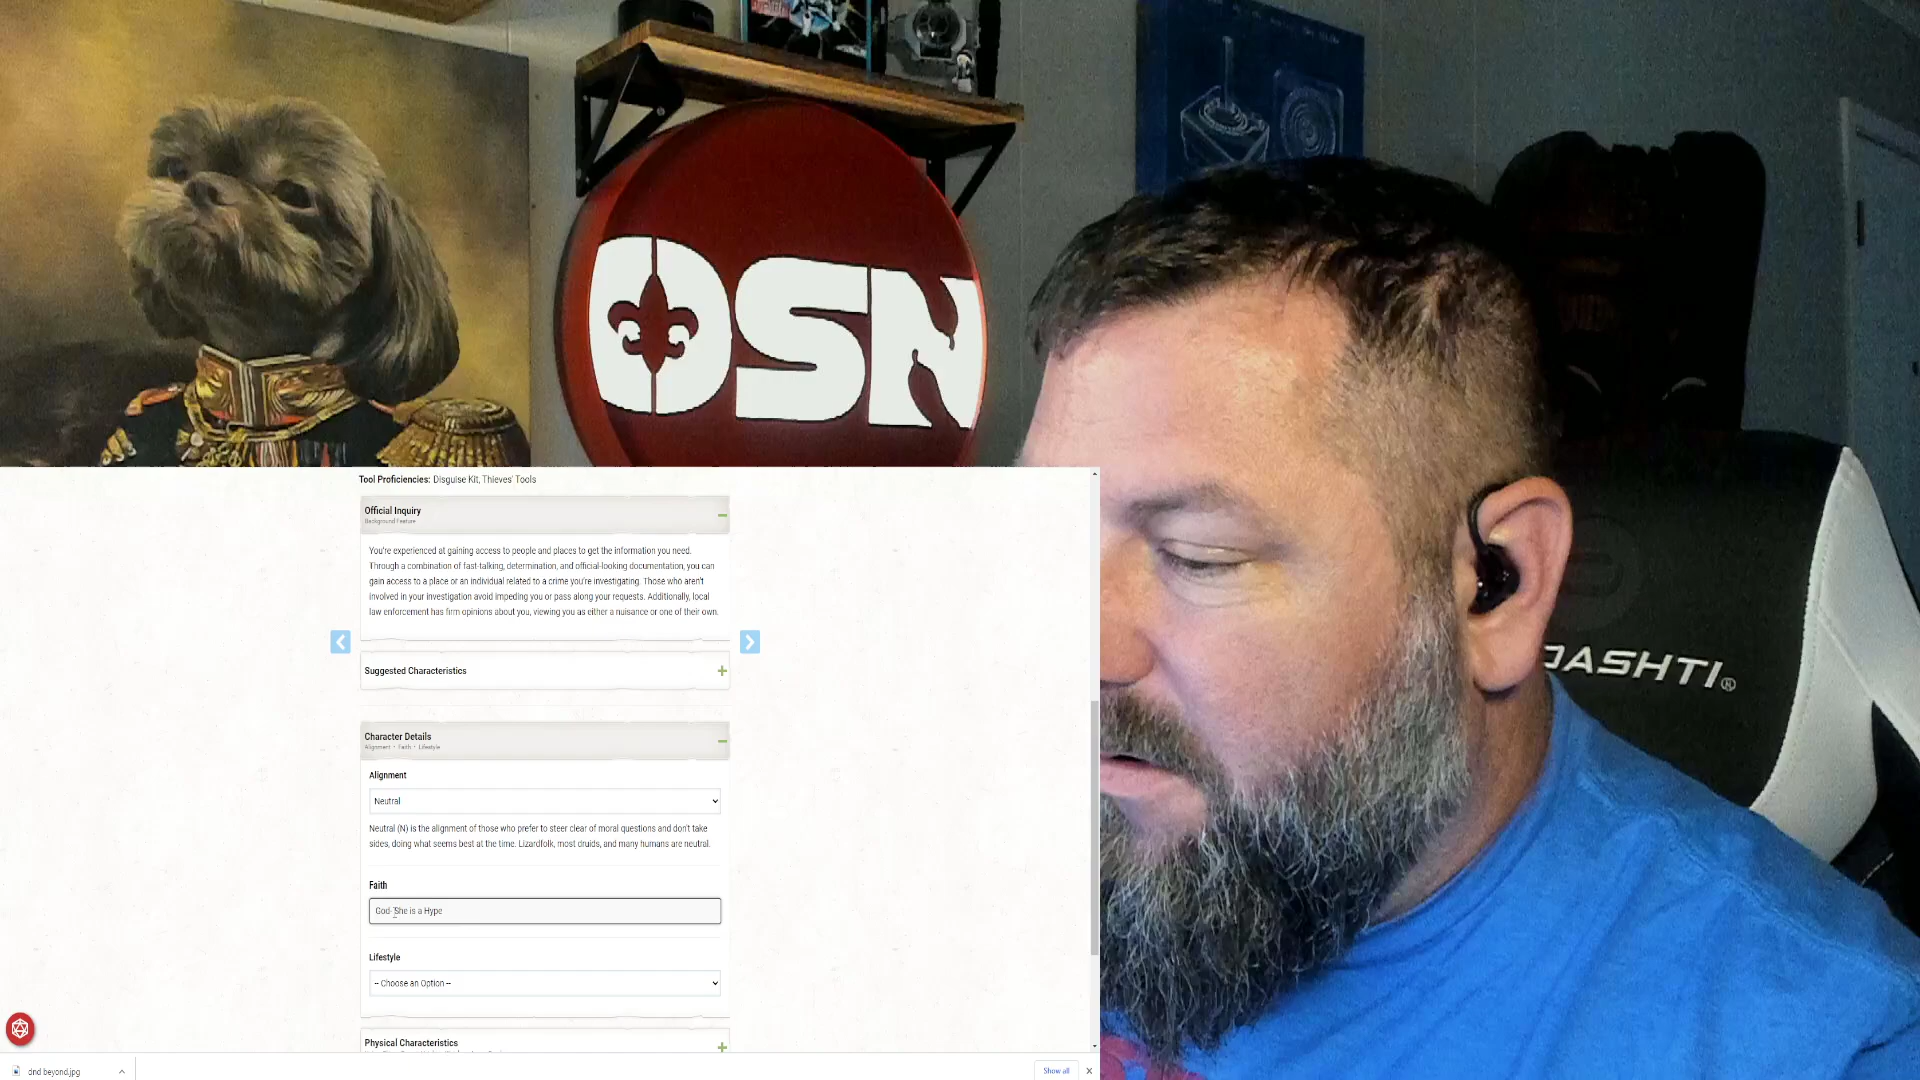 DSN
DASHTI®
Tool Proficiencies: Disguise Kit, Thieves' Tools
Official Inquiry
Background Feature
You're experienced at gaining access to people and places to get the information you need.
Through a combination of fast-talking, determination, and official-looking documentation, you can
gain access to a place or an individual related to a crime you're investigating. Those who aren't
involved in your investigation avoid impeding you or pass along your requests. Additionally, local
law enforcement has firm opinions about you, viewing you as either a nuisance or one of their own.
Suggested Characteristics
Character Details
Alignment • Faith • Lifestyle
Alignment
Neutral
Neutral (N) is the alignment of those who prefer to steer clear of moral questions and don't take
sides, doing what seems best at the time. Lizardfolk, most druids, and many humans are neutral.
Faith
God- She is a Hype
Lifestyle
-- Choose an Option --
Physical Characteristics
dnd beyond.jpg
Show all